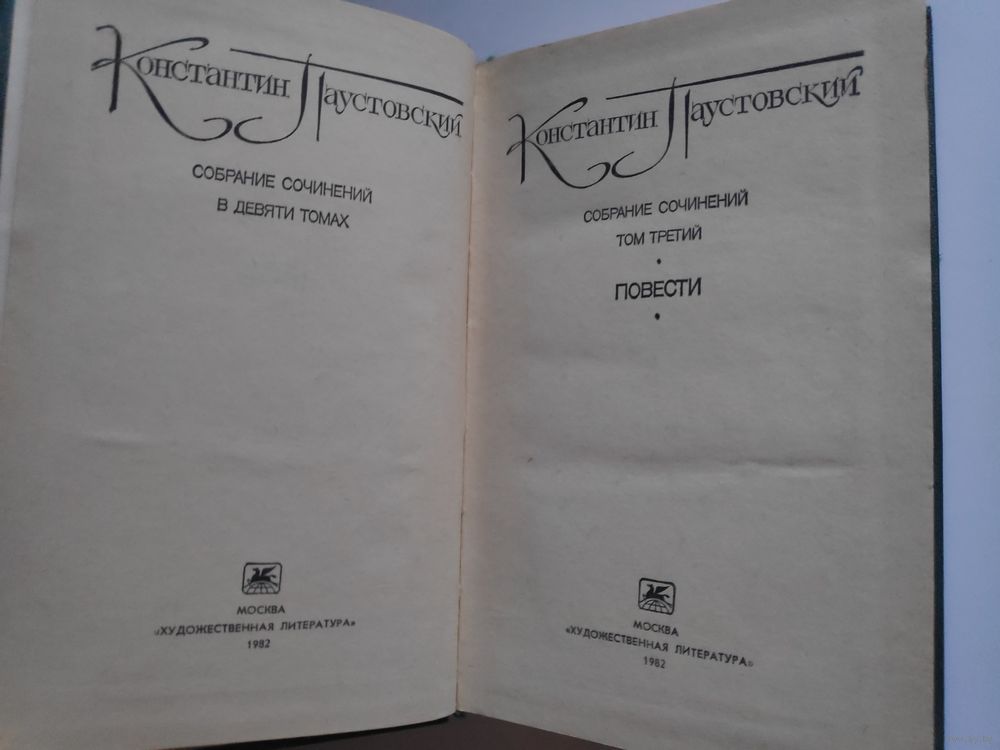 Константин Паустовский
СОБРАНИЕ СОЧИНЕНИЙ
В ДЕВЯТИ ТОМАХ
МОСКВА
«ХУДОЖЕСТВЕННАЯ ЛИТЕРАТУРА»
1982
Константин Паустовский
СОБРАНИЕ СОЧИНЕНИЙ
ТОМ ТРЕТИЙ
ПОВЕСТИ
МОСКВА
«ХУДОЖЕСТВЕННАЯ ЛИТЕРАТУРА»
1982